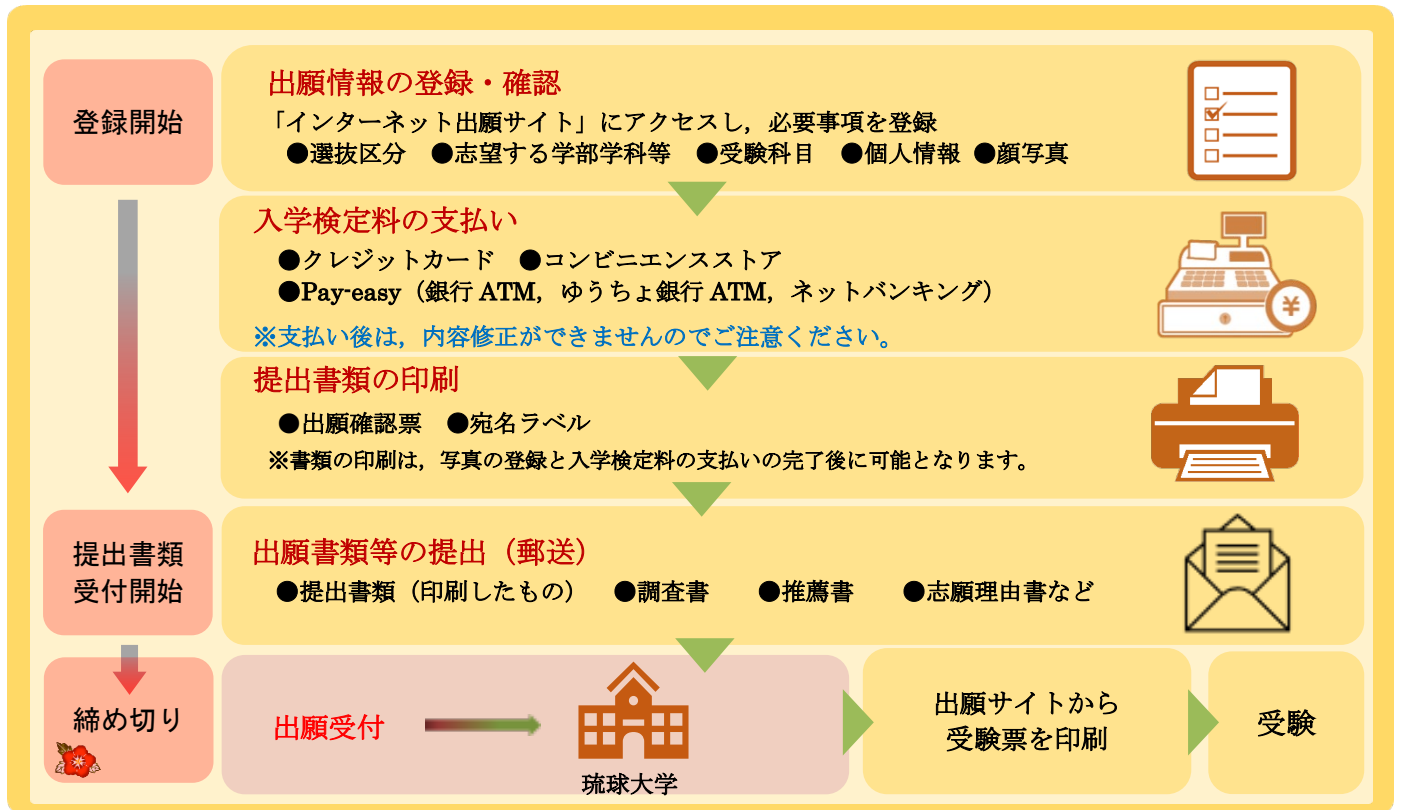 登録開始
出願情報の登録・確認
「インターネット出願サイト」にアクセスし，必要事項を登録
●選抜区分　●志望する学部学科等　●受験科目　●個人情報 ●顔写真
入学検定料の支払い
●クレジットカード　●コンビニエンスストア
●Pay-easy（銀行 ATM，ゆうちょ銀行 ATM，ネットバンキング）
※支払い後は，内容修正ができませんのでご注意ください。
¥
提出書類の印刷
●出願確認票　●宛名ラベル
※書類の印刷は，写真の登録と入学検定料の支払いの完了後に可能となります。
提出書類
受付開始
出願書類等の提出（郵送）
●提出書類（印刷したもの）　●調査書　●推薦書　●志願理由書など
締め切り
出願受付
琉球大学
出願サイトから
受験票を印刷
受験